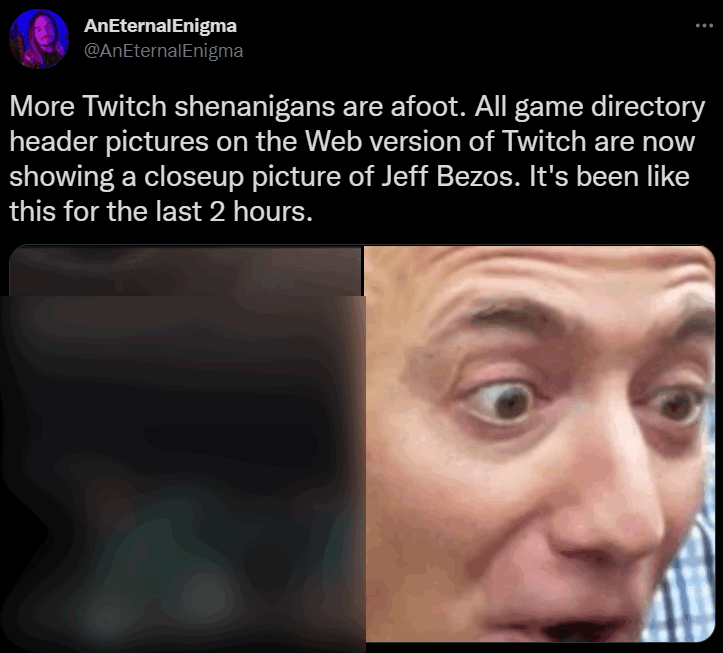 AnEternalEnigma
@AnEternalEnigma
More Twitch shenanigans are afoot. All game directory
header pictures on the Web version of Twitch are now
showing a closeup picture of Jeff Bezos. It's been like
this for the last 2 hours.